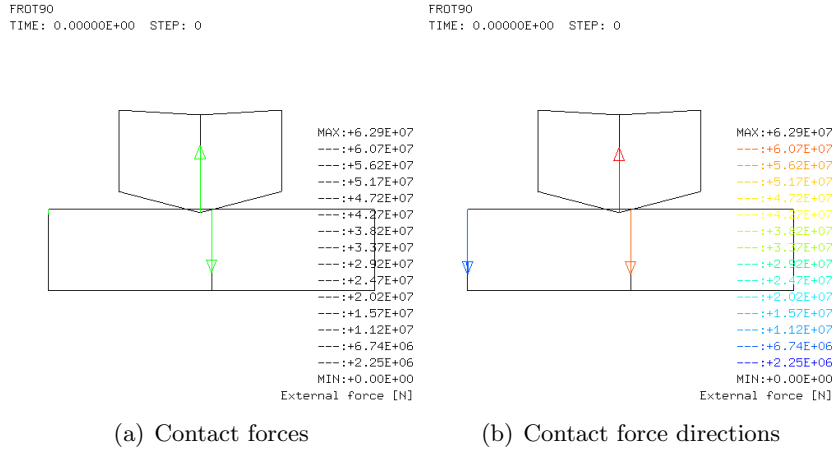 FROT90
TIME: 0.00000E+00 STEP: 0
MAX:+6.29E+07
---:+6.07E+07
---:+5.62E+07
---:+5.17E+07
---:+4.72E+07
---:+4.27E+07
---:+3.82E+07
---:+3.37E+07
---:+2.92E+07
---:+2.47E+07
---:+2.02E+07
---:+1.57E+07
---:+1.12E+07
---:+6.74E+06
---:+2.25E+06
MIN:+0.00E+00
External force [N]
(a) Contact forces
FROT90
TIME: 0.00000E+00 STEP: 0
MAX:+6.29E+07
---:+6.07E+07
---:+5.62E+07
---:+5.17E+07
---:+4.72E+07
---:+4.27E+07
---:+3.82E+07
---:+3.37E+07
---:+2.92E+07
---:+2.47E+07
---:+2.02E+07
---:+1.57E+07
---:+1.12E+07
---:+6.74E+06
---:+2.25E+06
MIN:+0.00E+00
External force [N]
(b) Contact force directions